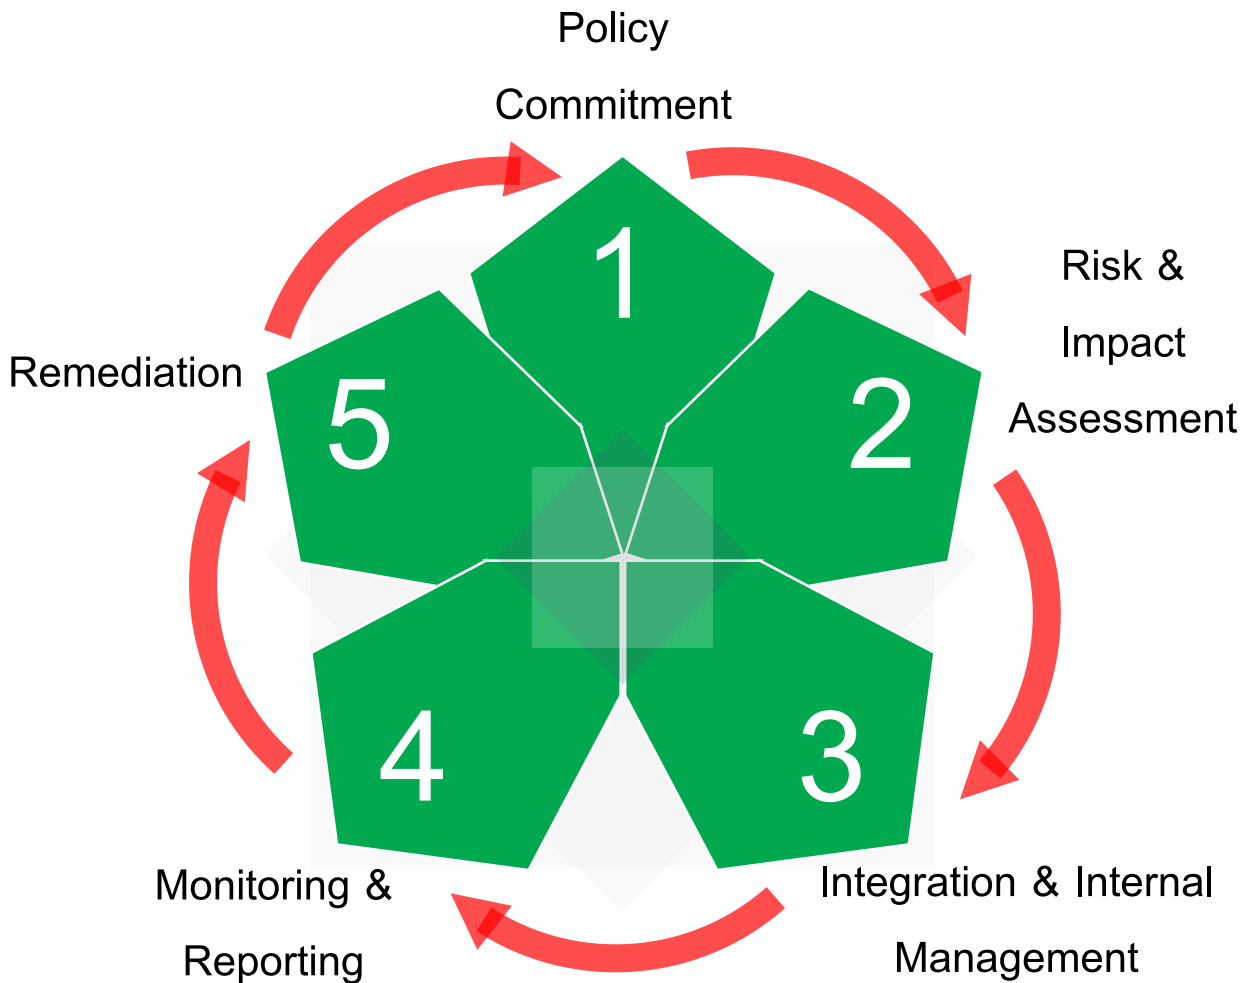 Policy
Commitment
1
Risk &
Impact
Assessment
2
Integration & Internal
Management
3
Monitoring &
Reporting
4
Remediation
5